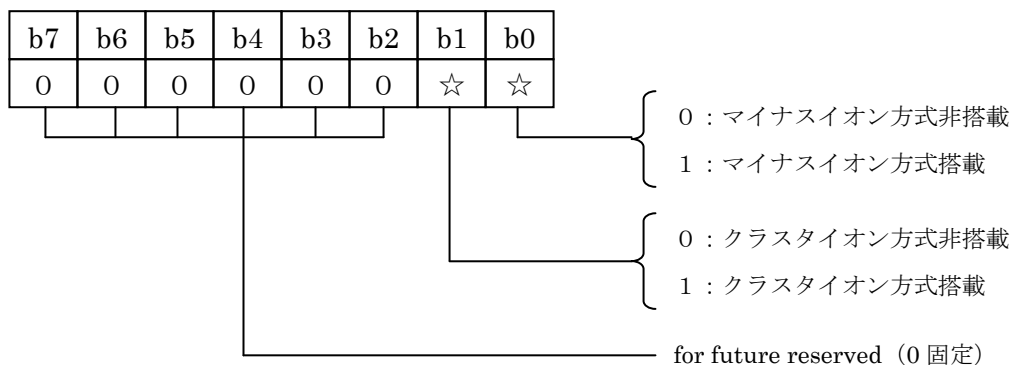 b7 b6 b5 b4 b3 b2 b1 b0
０ ０ ０ ０ ０ ０ ☆ ☆
０：マイナスイオン方式非搭載
１：マイナスイオン方式搭載
０：クラスタイオン方式非搭載
１：クラスタイオン方式搭載
for future reserved（0 固定）